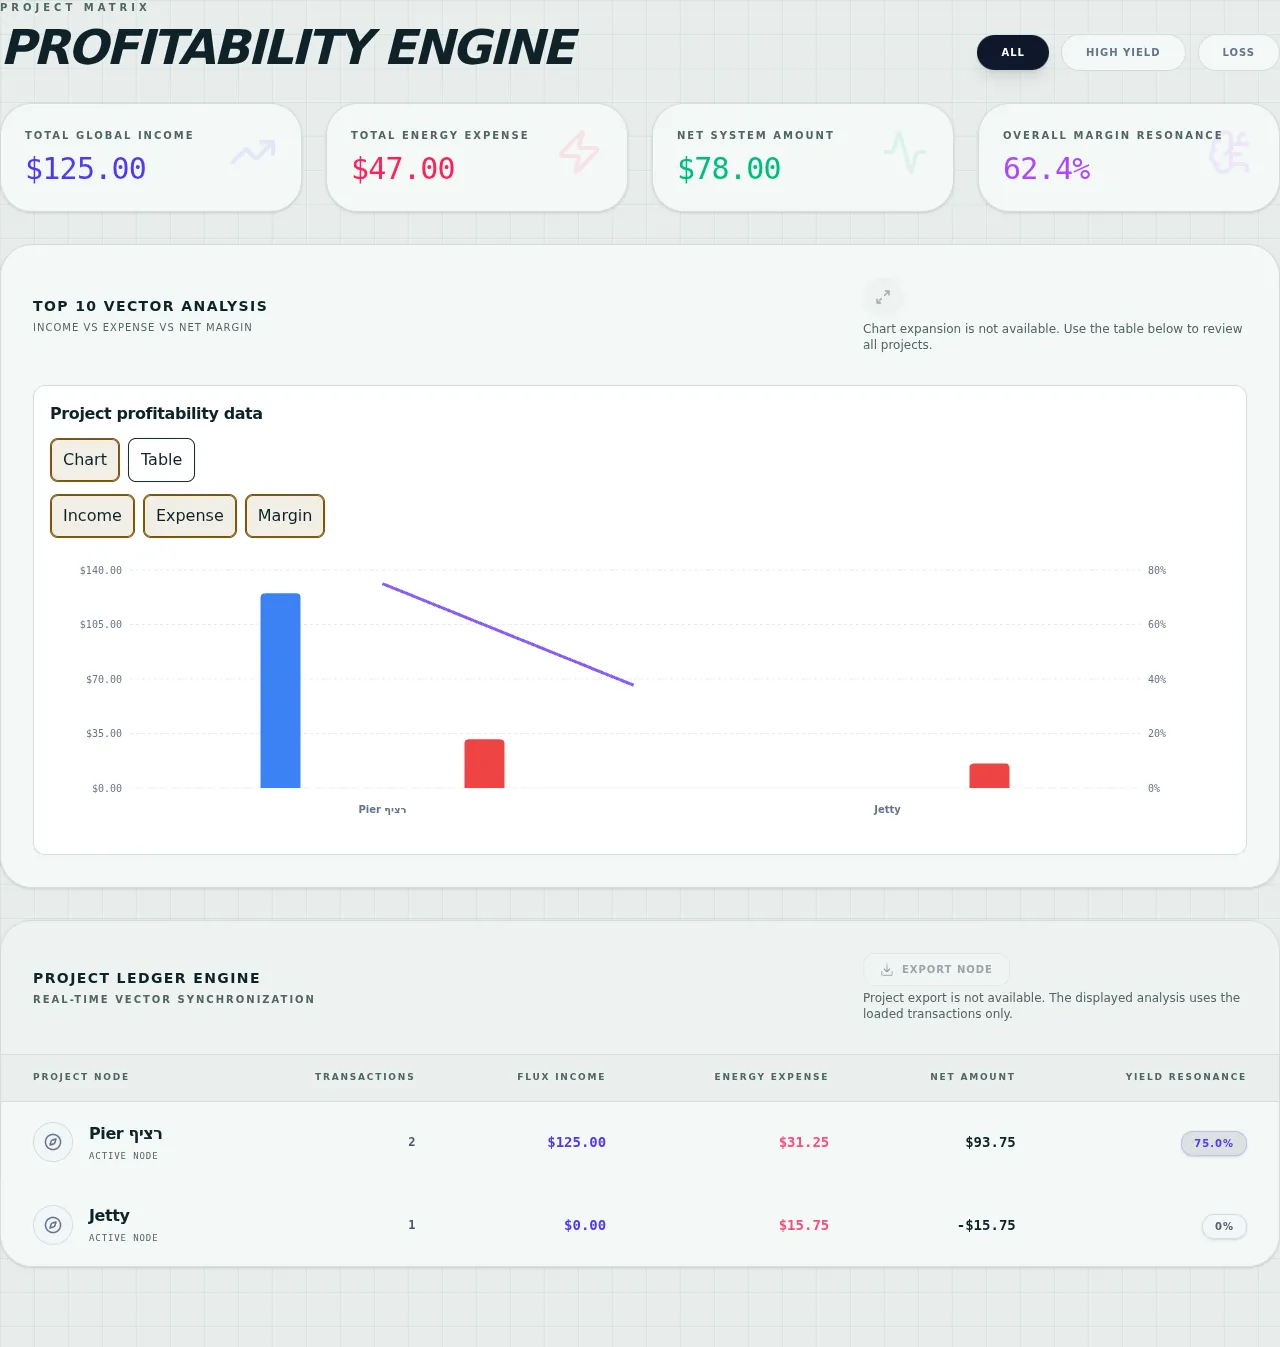 PROJECT MATRIX
PROFITABILITY ENGINE
ALL
HIGH YIELD
LOSS
TOTAL GLOBAL INCOME
$125.00
TOTAL ENERGY EXPENSE
$47.00
NET SYSTEM AMOUNT
$78.00
OVERALL MARGIN RESONANCE
62.4%
TOP 10 VECTOR ANALYSIS
INCOME VS EXPENSE VS NET MARGIN
Chart expansion is not available. Use the table below to review
all projects.
Project profitability data
Chart
Table
Income
Expense
Margin
$140.00
$105.00
$70.00
$35.00
$0.00
80%
60%
40%
20%
0%
Pier רציף
Jetty
PROJECT LEDGER ENGINE
REAL-TIME VECTOR SYNCHRONIZATION
EXPORT NODE
Project export is not available. The displayed analysis uses the
loaded transactions only.
PROJECT NODE TRANSACTIONS FLUX INCOME ENERGY EXPENSE NET AMOUNT YIELD RESONANCE
Pier רציף
ACTIVE NODE
2 $125.00 $31.25 $93.75 75.0%
Jetty
ACTIVE NODE
1 $0.00 $15.75 -$15.75 0%